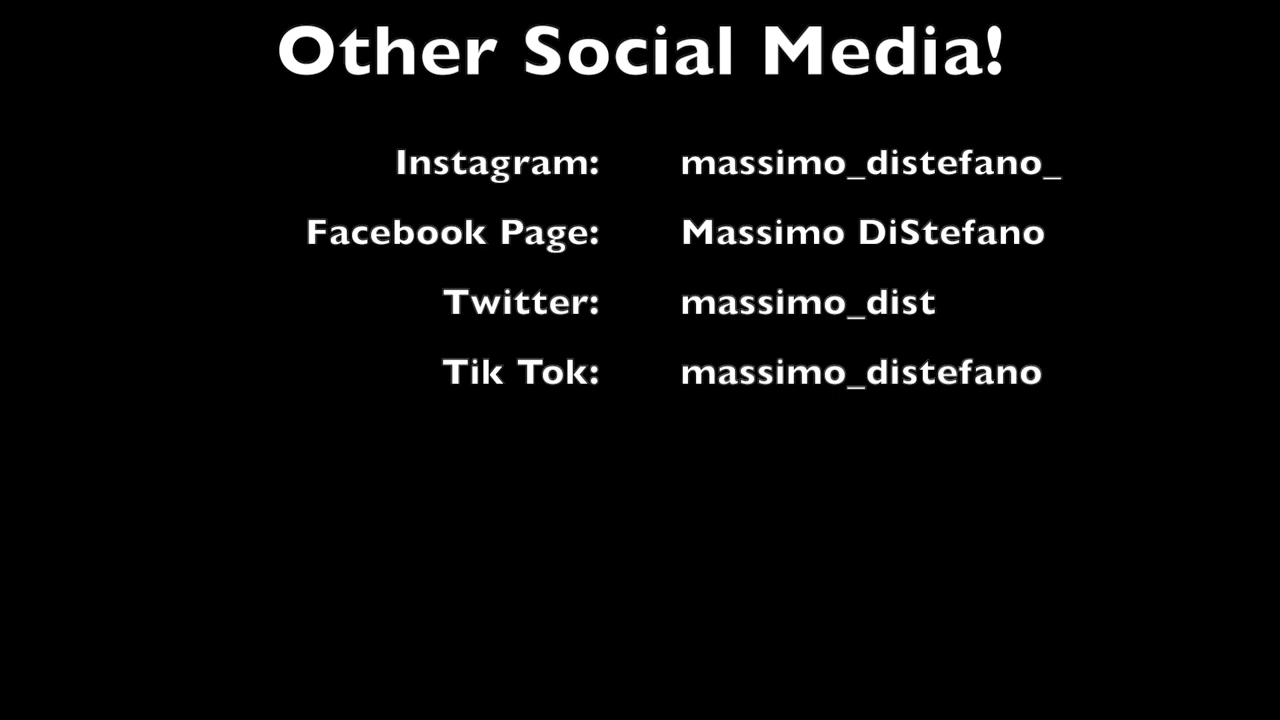 Other Social Media!
Instagram: massimo_distefano_
Facebook Page: Massimo DiStefano
Twitter: massimo_dist
Tik Tok: massimo_distefano